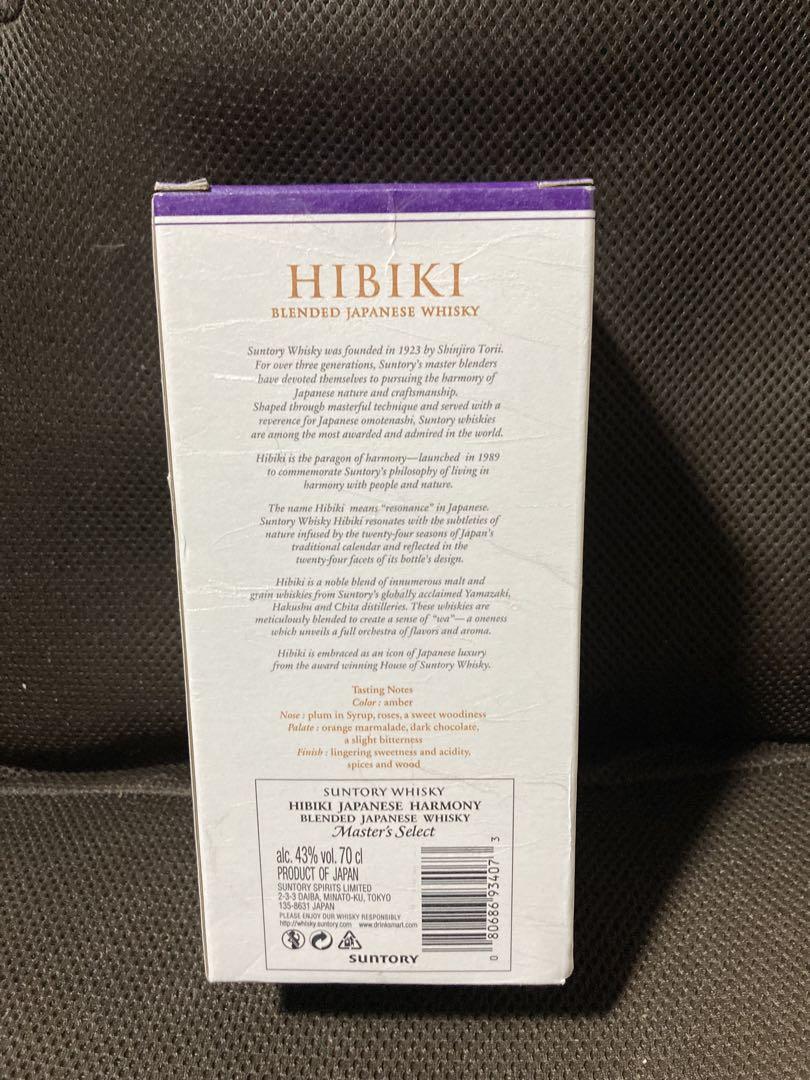 HIBIKI
BLENDED JAPANESE WHISKY
Suntory Whisky was founded in 1923 by Shinjiro Torii.
For over three generations, Suntory's master blenders
have devoted themselves to pursuing the harmony of
Japanese nature and craftsmanship.
Shaped through masterful technique and served with a
reverence for Japanese omotenashi, Suntory whiskies
are among the most awarded and admired in the world.
Hibiki is the paragon of harmony—launched in 1989
to commemorate Suntory's philosophy of living in
harmony with people and nature.
The name Hibiki means "resonance" in Japanese.
Suntory Whisky Hibiki resonates with the subtleties of
nature infused by the twenty-four seasons of Japan's
traditional calendar and reflected in the
twenty-four facets of its bottle's design.
Hibiki is a noble blend of innumerous malt and
grain whiskies from Suntory's globally acclaimed Yamazaki,
Hakushu and Chita distilleries. These whiskies are
meticulously blended to create a sense of "wa"—a oneness
which unveils a full orchestra of flavors and aroma.
Hibiki is embraced as an icon of Japanese luxury
from the award winning House of Suntory Whisky.
Tasting Notes
Color : amber
Nose : plum in Syrup, roses, a sweet woodiness
Palate : orange marmalade, dark chocolate,
a slight bitterness
Finish : lingering sweetness and acidity,
spices and wood
SUNTORY WHISKY
HIBIKI JAPANESE HARMONY
BLENDED JAPANESE WHISKY
Master's Select
alc. 43% vol. 70 cl
PRODUCT OF JAPAN
SUNTORY SPIRITS LIMITED
2-3-3 DAIBA, MINATO-KU, TOKYO
135-8631 JAPAN
PLEASE ENJOY OUR WHISKY RESPONSIBLY
http://whisky.suntory.com www.drinksmart.com
0 80686 93407 3
SUNTORY